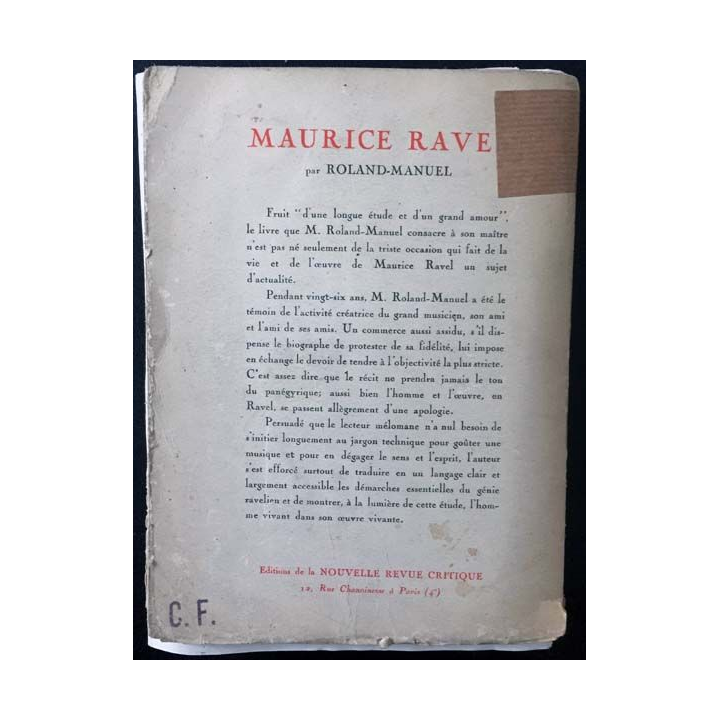 MAURICE RAVE
par ROLAND-MANUEL
Fruit "d'une longue étude et d'un grand amour",
le livre que M. Roland-Manuel consacre à son maître
n'est pas né seulement de la triste occasion qui fait de la
vie et de l'œuvre de Maurice Ravel un sujet
d'actualité.
Pendant vingt-six ans, M. Roland-Manuel a été le
témoin de l'activité créatrice du grand musicien, son ami
et l'ami de ses amis. Un commerce aussi assidu, s'il dis-
pense le biographe de protester de sa fidélité, lui impose
en échange le devoir de tendre à l'objectivité la plus stricte.
C'est assez dire que le récit ne prendra jamais le ton
du panégyrique; aussi bien l'homme et l'œuvre, en
Ravel, se passent allègrement d'une apologie.
Persuadé que le lecteur mélomane n'a nul besoin de
s'initier longuement au jargon technique pour goûter une
musique et pour en dégager le sens et l'esprit, l'auteur
s'est efforcé surtout de traduire en un langage clair et
largement accessible les démarches essentielles du génie
ravelien et de montrer, à la lumière de cette étude, l'hom-
me vivant dans son œuvre vivante.
Editions de la NOUVELLE REVUE CRITIQUE
12, Rue Chanoinesse à Paris (4ᵉ)
C. F.